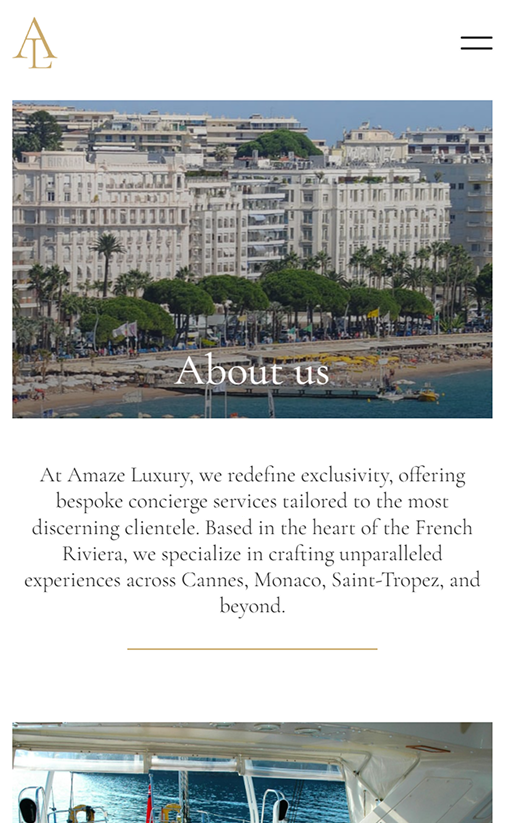 AL
About us
At Amaze Luxury, we redefine exclusivity, offering
bespoke concierge services tailored to the most
discerning clientele. Based in the heart of the French
Riviera, we specialize in crafting unparalleled
experiences across Cannes, Monaco, Saint-Tropez, and
beyond.